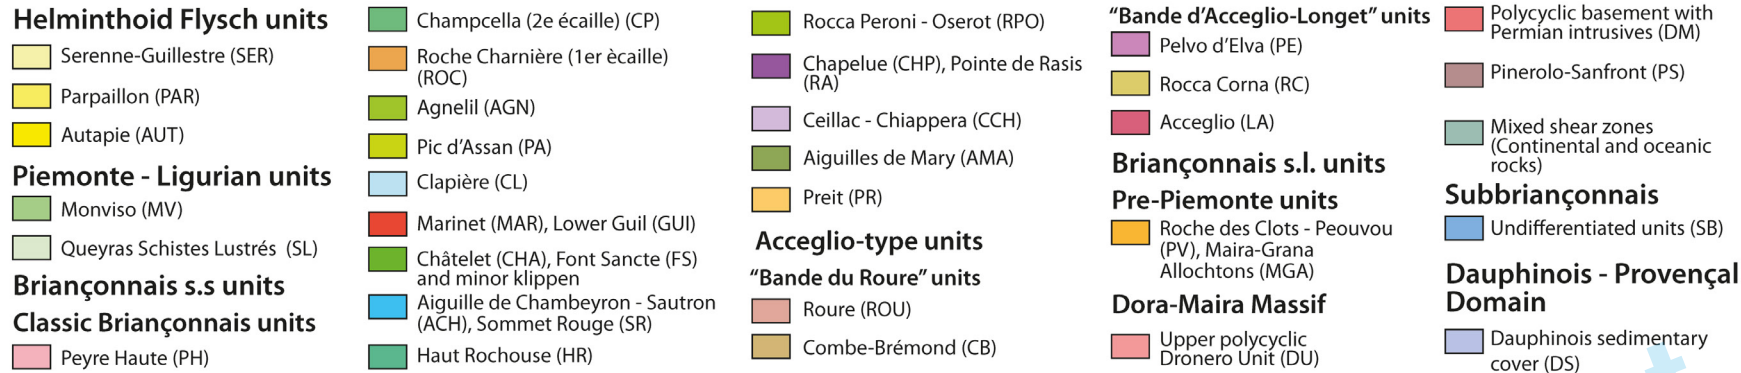 Helminthoid Flysch units
Serenne-Guillestre (SER)
Parpaillon (PAR)
Autapie (AUT)
Piemonte - Ligurian units
Monviso (MV)
Queyras Schistes Lustrés (SL)
Briançonnais s.s units
Classic Briançonnais units
Peyre Haute (PH)
Champcella (2e écaille) (CP)
Roche Charnière (1er ècaille)
(ROC)
Agnelil (AGN)
Pic d'Assan (PA)
Clapière (CL)
Marinet (MAR), Lower Guil (GUI)
Châtelet (CHA), Font Sancte (FS)
and minor klippen
Aiguille de Chambeyron - Sautron
(ACH), Sommet Rouge (SR)
Haut Rochouse (HR)
Rocca Peroni - Oserot (RPO)
Chapelue (CHP), Pointe de Rasis
(RA)
Ceillac - Chiappera (CCH)
Aiguilles de Mary (AMA)
Preit (PR)
Acceglio-type units
“Bande du Roure” units
Roure (ROU)
Combe-Brémond (CB)
“Bande d'Acceglio-Longet” units
Pelvo d'Elva (PE)
Rocca Corna (RC)
Acceglio (LA)
Briançonnais s.l. units
Pre-Piemonte units
Roche des Clots - Peouvou
(PV), Maira-Grana
Allochtons (MGA)
Dora-Maira Massif
Upper polycyclic
Dronero Unit (DU)
Polycyclic basement with
Permian intrusives (DM)
Pinerolo-Sanfront (PS)
Mixed shear zones
(Continental and oceanic
rocks)
Subbriançonnais
Undifferentiated units (SB)
Dauphinois - Provençal
Domain
Dauphinois sedimentary
cover (DS)